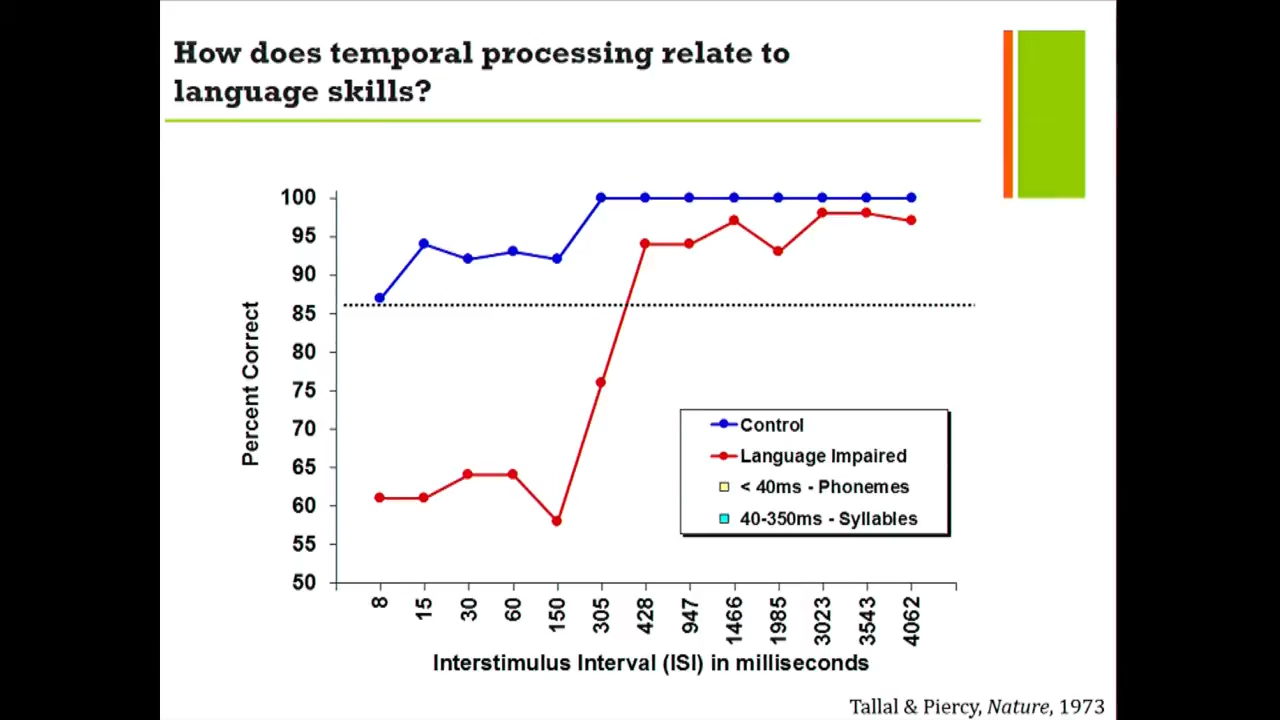 How does temporal processing relate to
language skills?
100
95
90
85
80
75
70
65
60
55
50
Percent Correct
Control
Language Impaired
< 40ms - Phonemes
40-350ms - Syllables
8 15 30 60 150 305 428 947 1466 1985 3023 3543 4062
Interstimulus Interval (ISI) in milliseconds
Tallal & Piercy, Nature, 1973